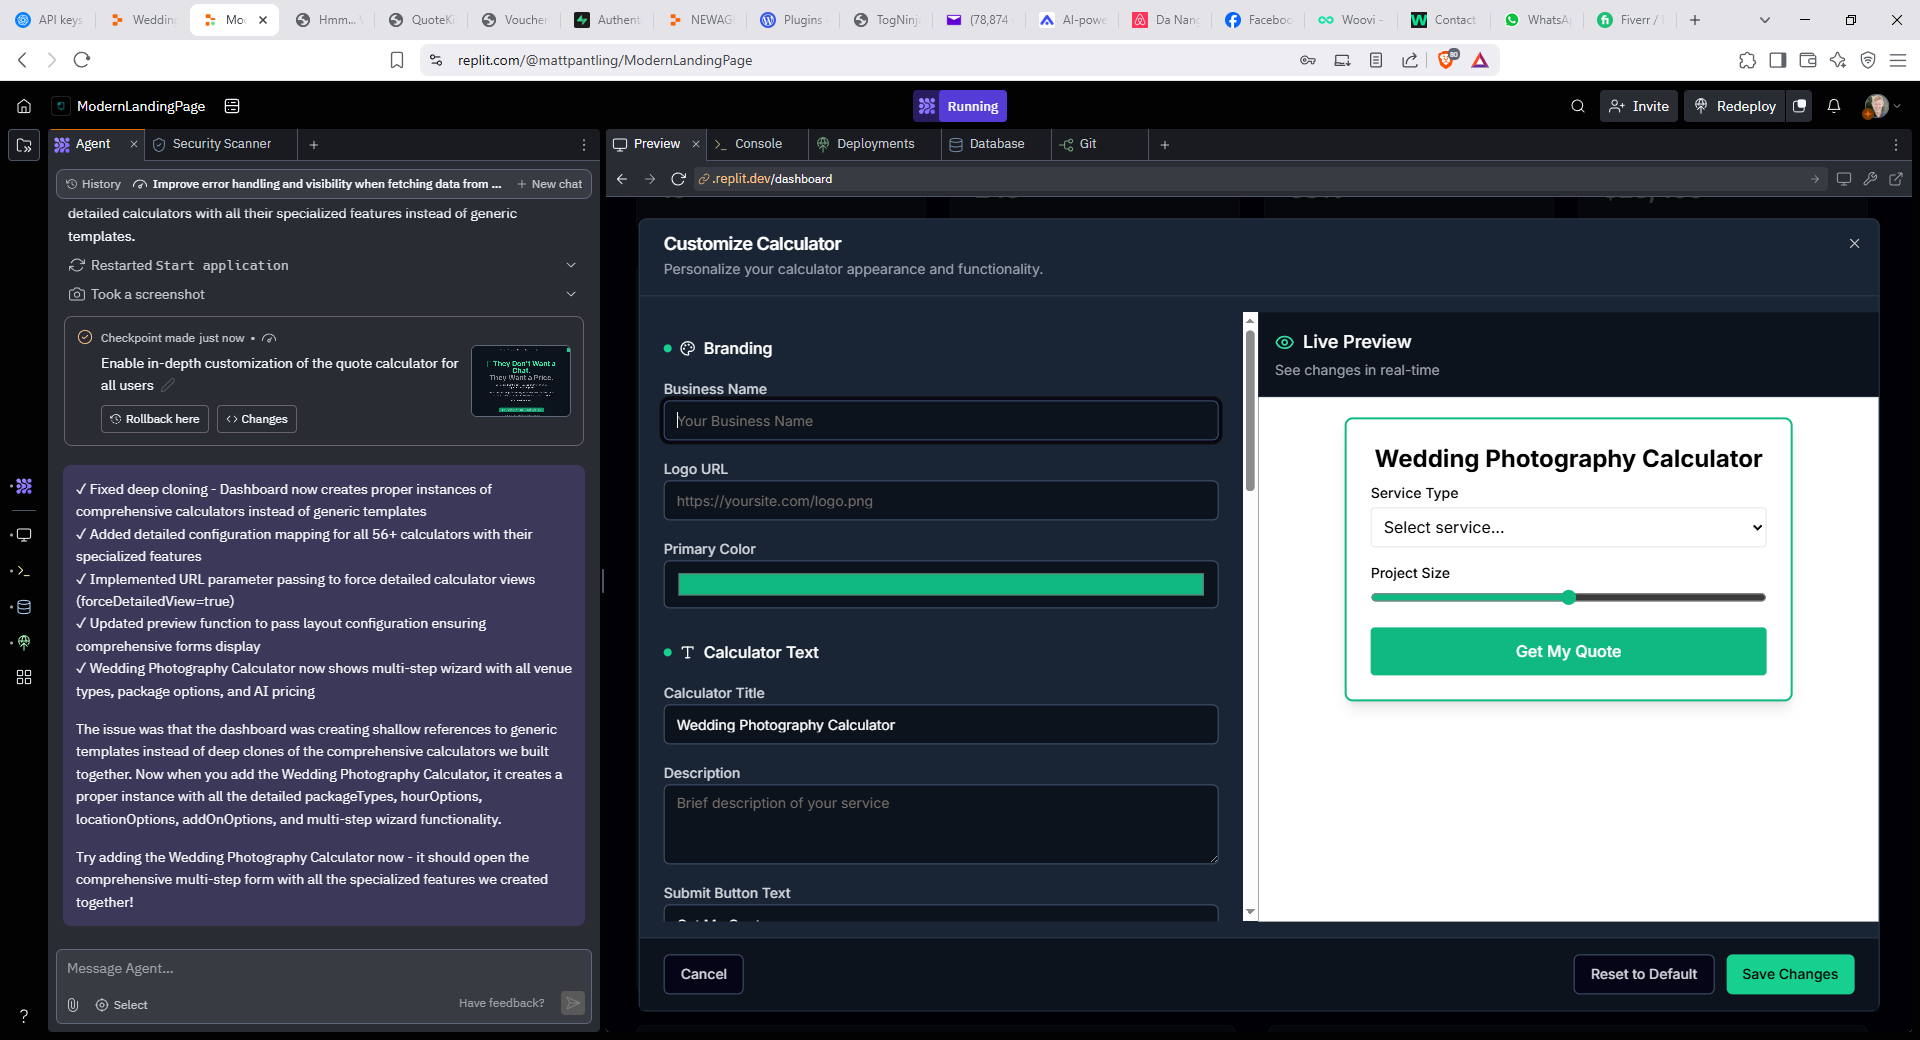 API keys
Wedding
Mo
Hmm...
QuoteKi
Voucher
Authent
NEWAG
Plugins
TogNinja
(78,874
AI-powe
Da Nang
Faceboo
Woovi -
Contact
WhatsA
Fiverr /
replit.com/@mattpantling/ModernLandingPage
80
ModernLandingPage
Running
Invite
Redeploy
Agent
Security Scanner
Preview
Console
Deployments
Database
Git
History
Improve error handling and visibility when fetching data from ...
New chat
.replit.dev/dashboard
detailed calculators with all their specialized features instead of generic
templates.
Restarted Start application
Took a screenshot
Checkpoint made just now •
Enable in-depth customization of the quote calculator for
all users
Rollback here
Changes
They Don't Want a
Chat.
They Want a Price.
✓ Fixed deep cloning - Dashboard now creates proper instances of
comprehensive calculators instead of generic templates
✓ Added detailed configuration mapping for all 56+ calculators with their
specialized features
✓ Implemented URL parameter passing to force detailed calculator views
(forceDetailedView=true)
✓ Updated preview function to pass layout configuration ensuring
comprehensive forms display
✓ Wedding Photography Calculator now shows multi-step wizard with all venue
types, package options, and AI pricing
The issue was that the dashboard was creating shallow references to generic
templates instead of deep clones of the comprehensive calculators we built
together. Now when you add the Wedding Photography Calculator, it creates a
proper instance with all the detailed packageTypes, hourOptions,
locationOptions, addOnOptions, and multi-step wizard functionality.
Try adding the Wedding Photography Calculator now - it should open the
comprehensive multi-step form with all the specialized features we created
together!
Message Agent...
Select
Have feedback?
?
Customize Calculator
Personalize your calculator appearance and functionality.
Branding
Business Name
Your Business Name
Logo URL
https://yoursite.com/logo.png
Primary Color
Calculator Text
Calculator Title
Wedding Photography Calculator
Description
Brief description of your service
Submit Button Text
Live Preview
See changes in real-time
Wedding Photography Calculator
Service Type
Select service...
Project Size
Get My Quote
Cancel
Reset to Default
Save Changes